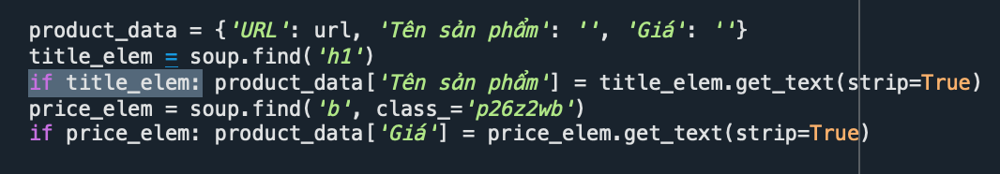 product_data = {'URL': url, 'Tên sản phẩm': '', 'Giá': ''}
title_elem = soup.find('h1')
if title_elem: product_data['Tên sản phẩm'] = title_elem.get_text(strip=True)
price_elem = soup.find('b', class_='p26z2wb')
if price_elem: product_data['Giá'] = price_elem.get_text(strip=True)